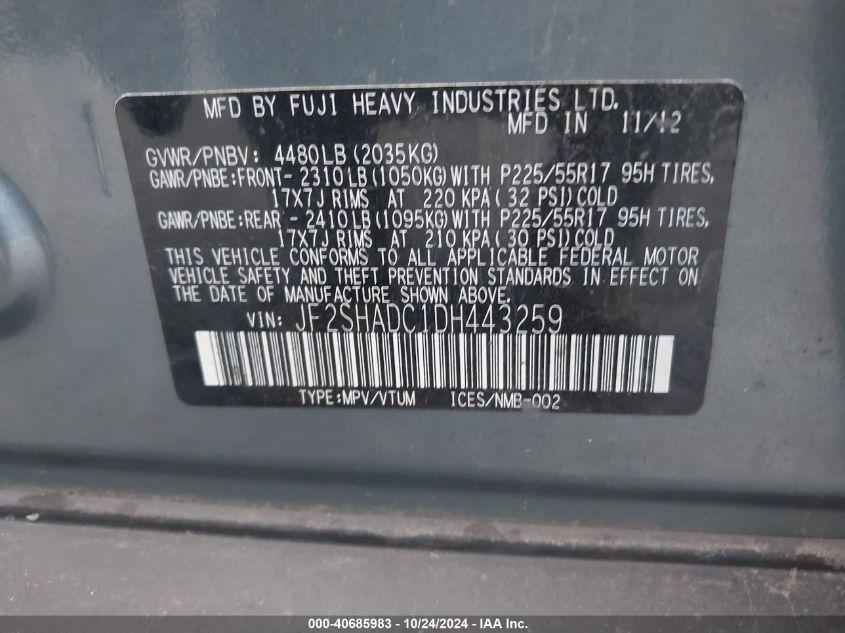 MFD BY FUJI HEAVY INDUSTRIES LTD.
MFD IN 11/12
GVWR/PNBV: 4480LB (2035KG)
GAWR/PNBE:FRONT- 2310LB (1050KG) WITH P225/55R17 95H TIRES,
17X7J RIMS AT 220 KPA( 32 PSI) COLD
GAWR/PNBE:REAR - 2410LB (1095KG) WITH P225/55R17 95H TIRES,
17X7J RIMS AT 210 KPA( 30 PSI) COLD
THIS VEHICLE CONFORMS TO ALL APPLICABLE FEDERAL MOTOR
VEHICLE SAFETY AND THEFT PREVENTION STANDARDS IN EFFECT ON
THE DATE OF MANUFACTURE SHOWN ABOVE.
VIN: JF2SHADC1DH443259
TYPE:MPV/VTUM ICES/NMB-002
000-40685983 - 10/24/2024 - IAA Inc.